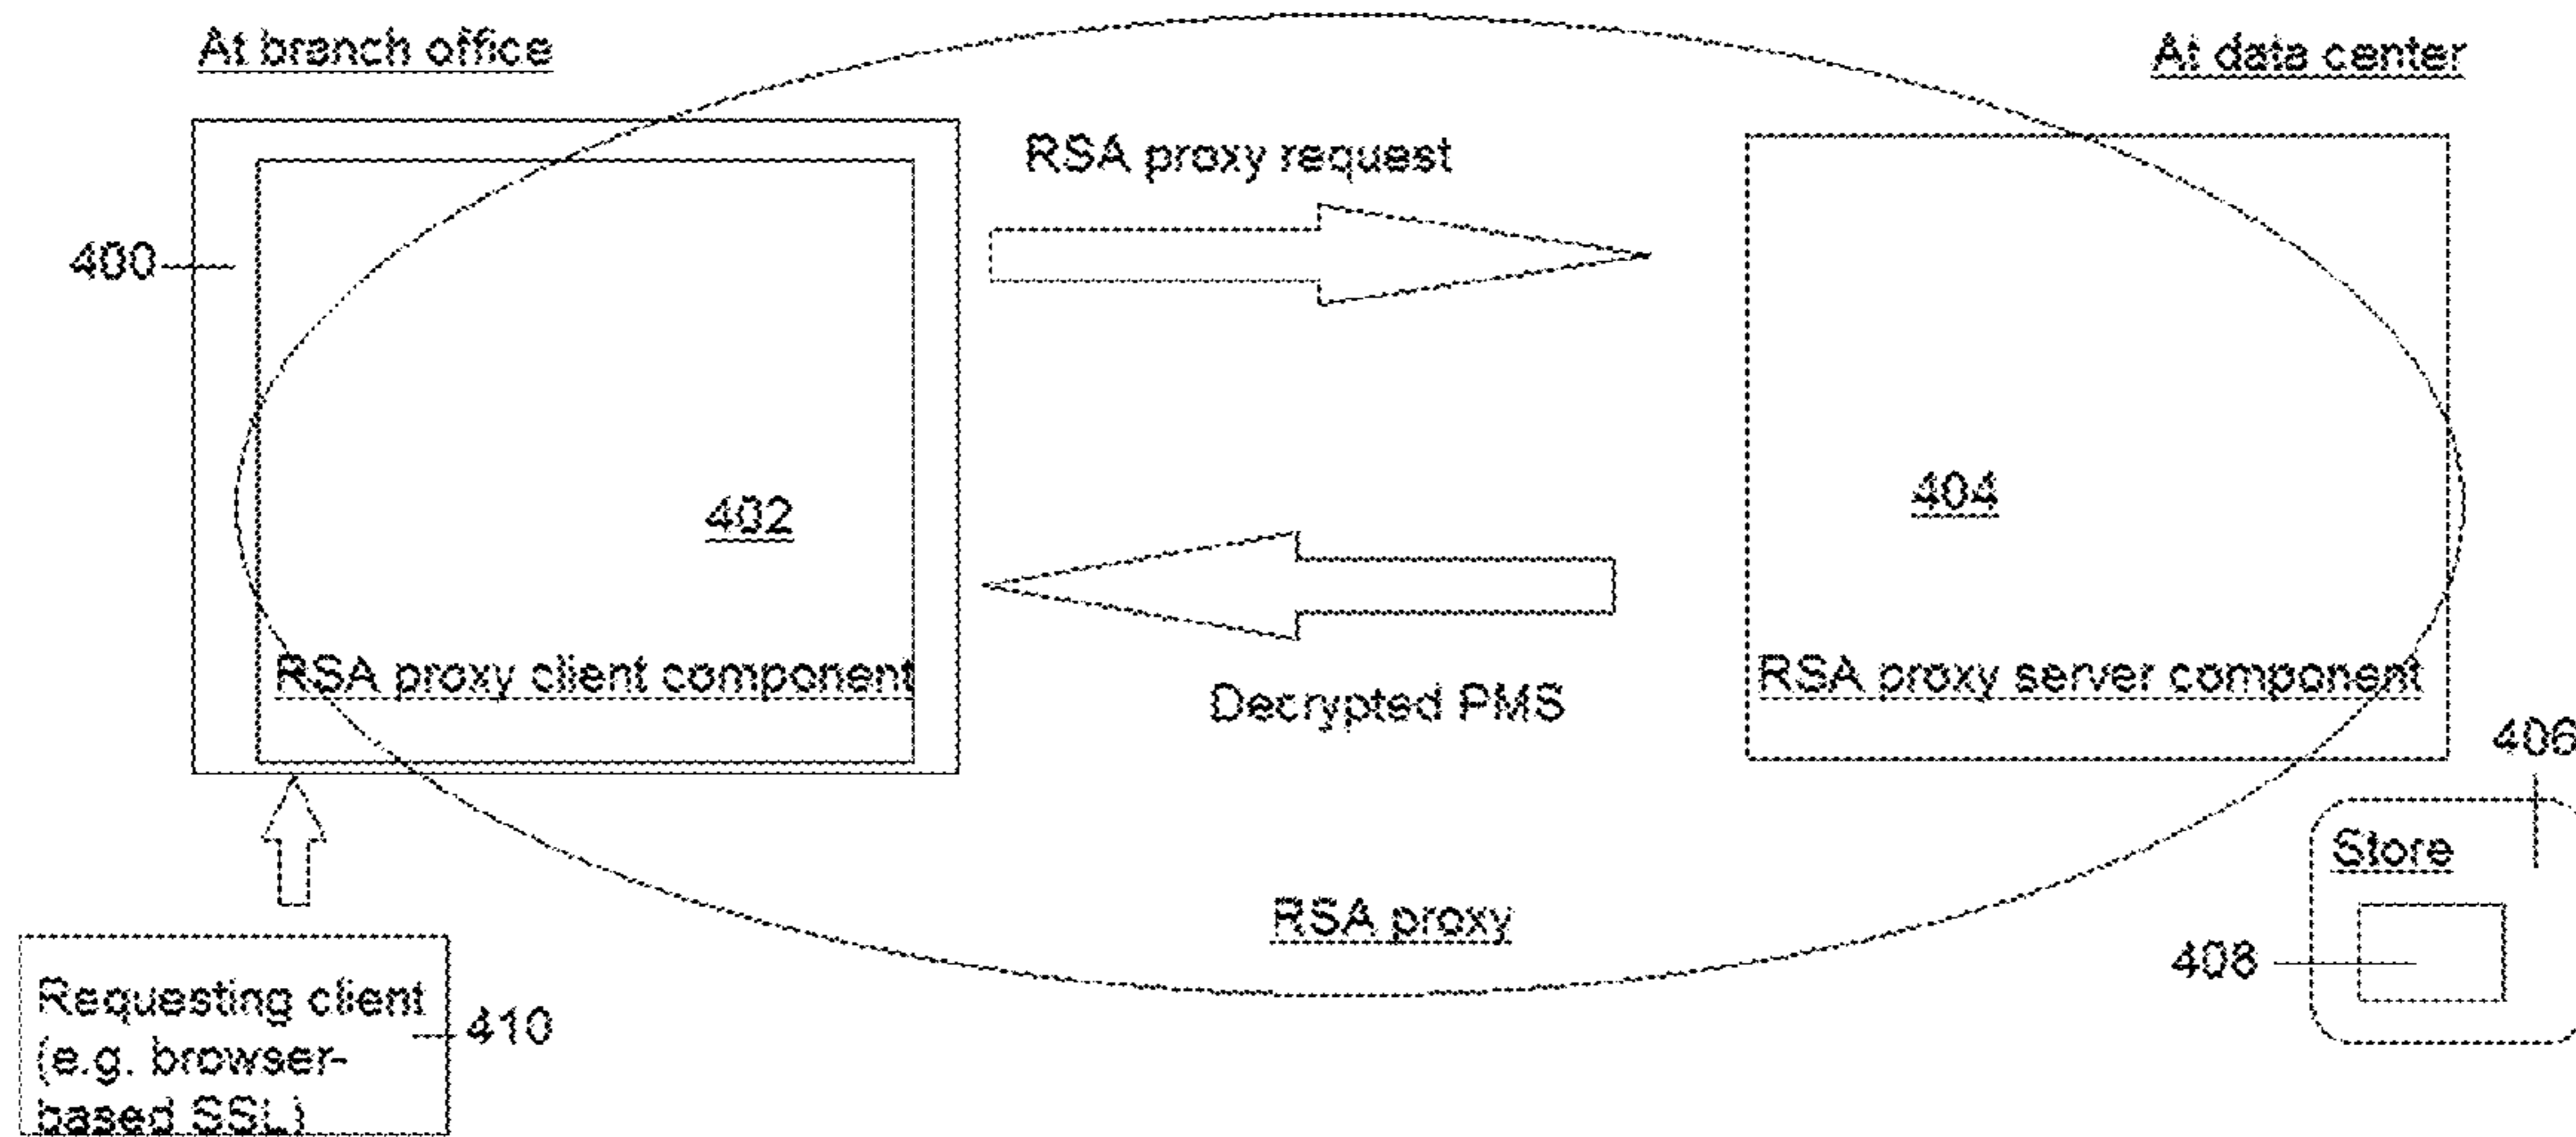 At branch office
At data center
RSA proxy request
400
402
404
RSA proxy client component
RSA proxy server component
Decrypted PMS
406
Store
RSA proxy
408
Requesting client
(e.g. browser-
based SSL)
410